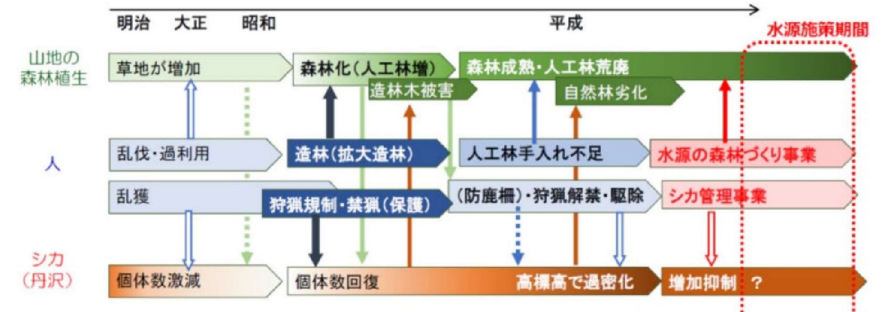 明治 大正 昭和 平成
水源施策期間
山地の
森林植生
草地が増加
森林化(人工林増)
森林成熟・人工林荒廃
造林木被害
自然林劣化
人
乱伐・過利用
造林(拡大造林)
人工林手入れ不足
水源の森林づくり事業
乱獲
狩猟規制・禁猟(保護)
(防鹿柵)・狩猟解禁・駆除
シカ管理事業
シカ
(丹沢)
個体数激減
個体数回復
高標高で過密化
増加抑制 ?